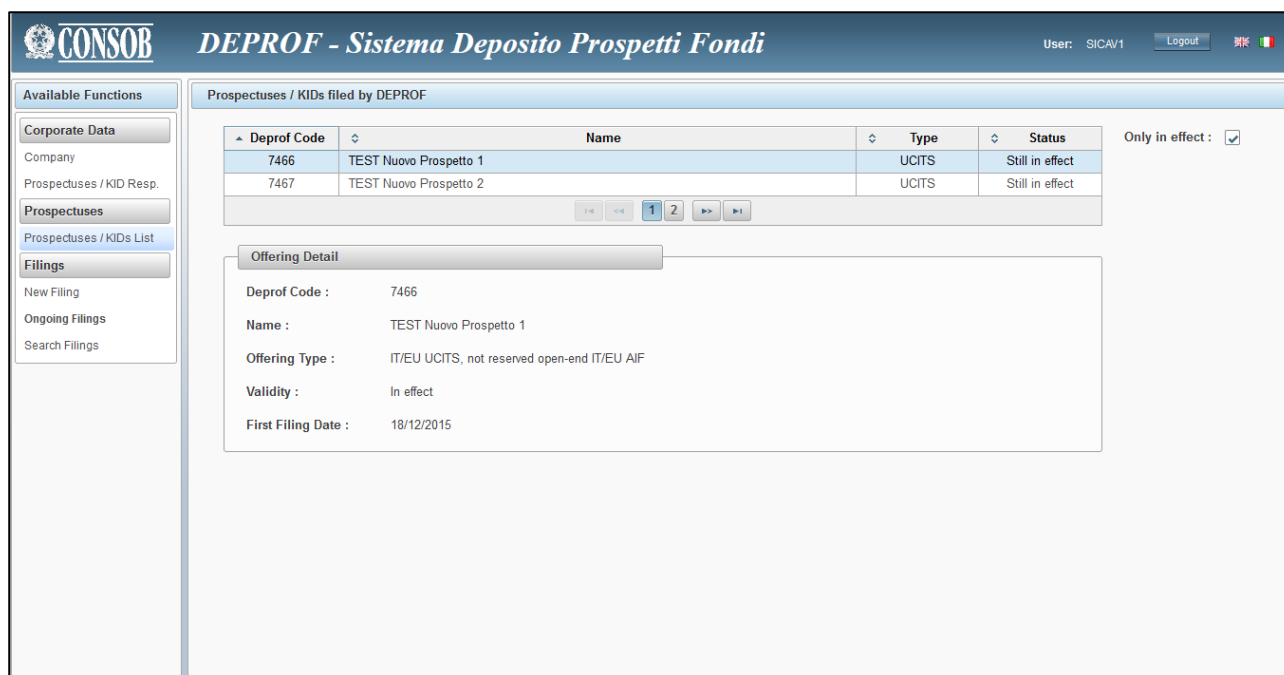 CONSOB DEPROF - Sistema Deposito Prospetti Fondi User: SICAV1 Logout
Available Functions
Corporate Data
Company
Prospectuses / KID Resp.
Prospectuses
Prospectuses / KIDs List
Filings
New Filing
Ongoing Filings
Search Filings
Prospectuses / KIDs filed by DEPROF
Deprof Code Name Type Status
7466 TEST Nuovo Prospetto 1 UCITS Still in effect
7467 TEST Nuovo Prospetto 2 UCITS Still in effect
1 2
Only in effect :
Offering Detail
Deprof Code : 7466
Name : TEST Nuovo Prospetto 1
Offering Type : IT/EU UCITS, not reserved open-end IT/EU AIF
Validity : In effect
First Filing Date : 18/12/2015